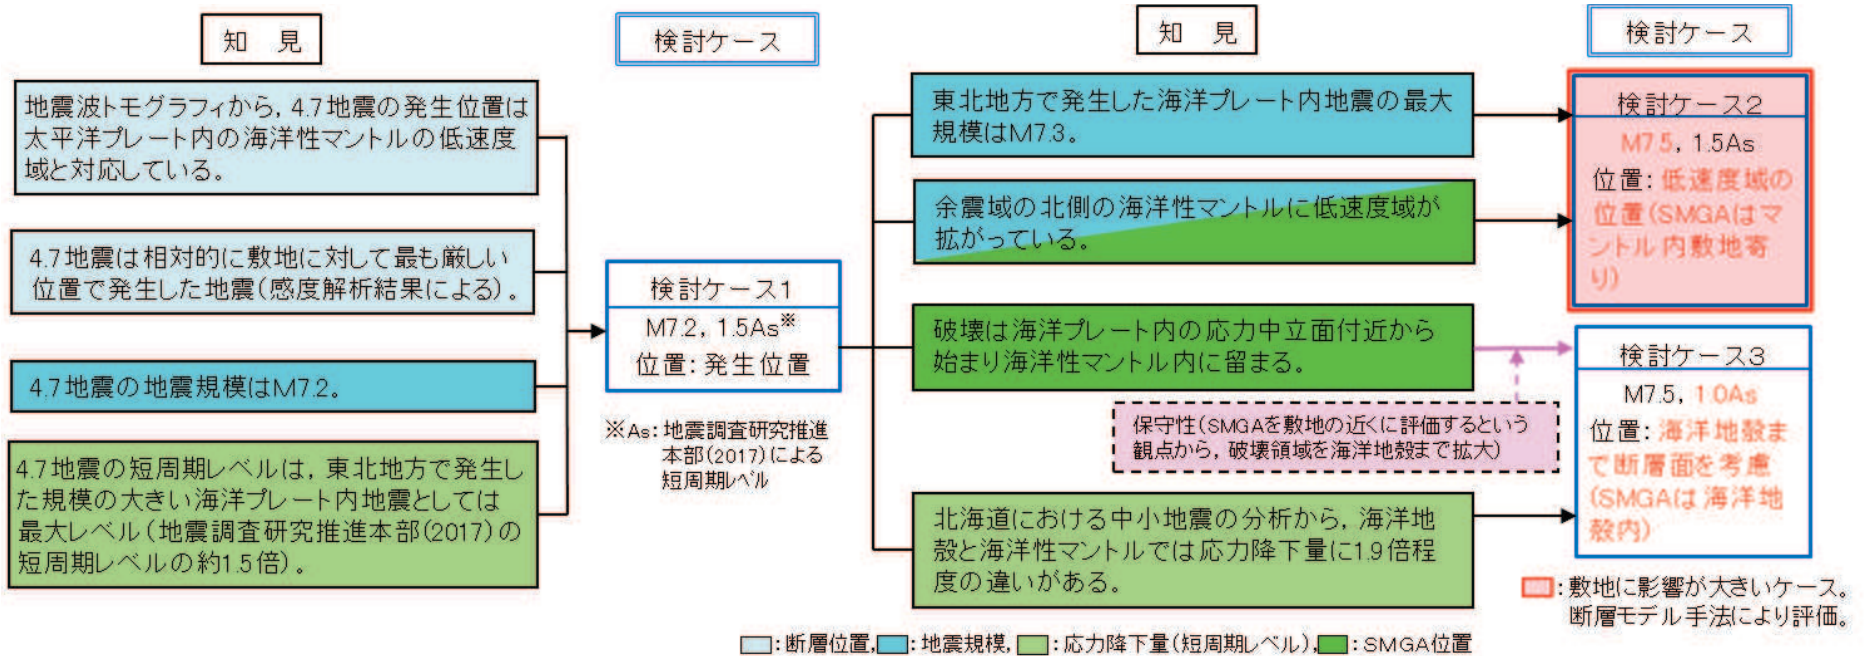 知 見
検討ケース
地震波トモグラフィから，4.7地震の発生位置は
太平洋プレート内の海洋性マントルの低速度
域と対応している。
4.7地震は相対的に敷地に対して最も厳しい
位置で発生した地震(感度解析結果による)。
4.7地震の地震規模はM7.2。
4.7地震の短周期レベルは，東北地方で発生し
た規模の大きい海洋プレート内地震としては
最大レベル(地震調査研究推進本部(2017)の
短周期レベルの約1.5倍)。
検討ケース1
M7.2，1.5As※
位置：発生位置
※As：地震調査研究推進
本部(2017)による
短周期レベル
知 見
検討ケース
東北地方で発生した海洋プレート内地震の最大
規模はM7.3。
余震域の北側の海洋性マントルに低速度域が
拡がっている。
破壊は海洋プレート内の応力中立面付近から
始まり海洋性マントル内に留まる。
保守性(SMGAを敷地の近くに評価するという
観点から，破壊領域を海洋地殻まで拡大)
北海道における中小地震の分析から，海洋地
殻と海洋性マントルでは応力降下量に1.9倍程
度の違いがある。
検討ケース2
M7.5，1.5As
位置：低速度域の
位置(SMGAはマ
ントル内敷地寄
り)
検討ケース3
M7.5，1.0As
位置：海洋地殻ま
で断層面を考慮
(SMGAは海洋地
殻内)
：敷地に影響が大きいケース。
断層モデル手法により評価。
：断層位置，：地震規模，：応力降下量(短周期レベル)，：SMGA位置